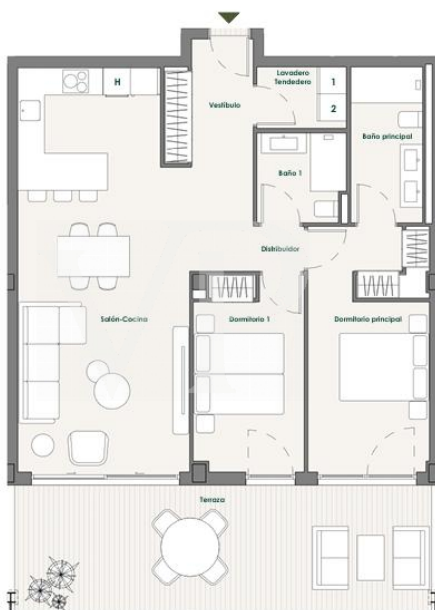 Lavadero
Tendedero
1
H
2
Vestíbulo
Baño principal
Baño 1
Distribuidor
Salón-Cocina
Dormitorio 1
Dormitorio principal
Terraza